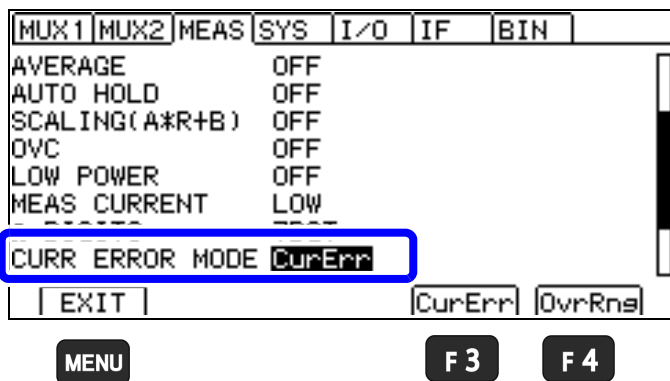 MUX1 MUX2 MEAS SYS I/O IF BIN
AVERAGE OFF
AUTO HOLD OFF
SCALING(A*R+B) OFF
OVC OFF
LOW POWER OFF
MEAS CURRENT LOW
CURR ERROR MODE CurErr
EXIT CurErr OvrRng
MENU F3 F4